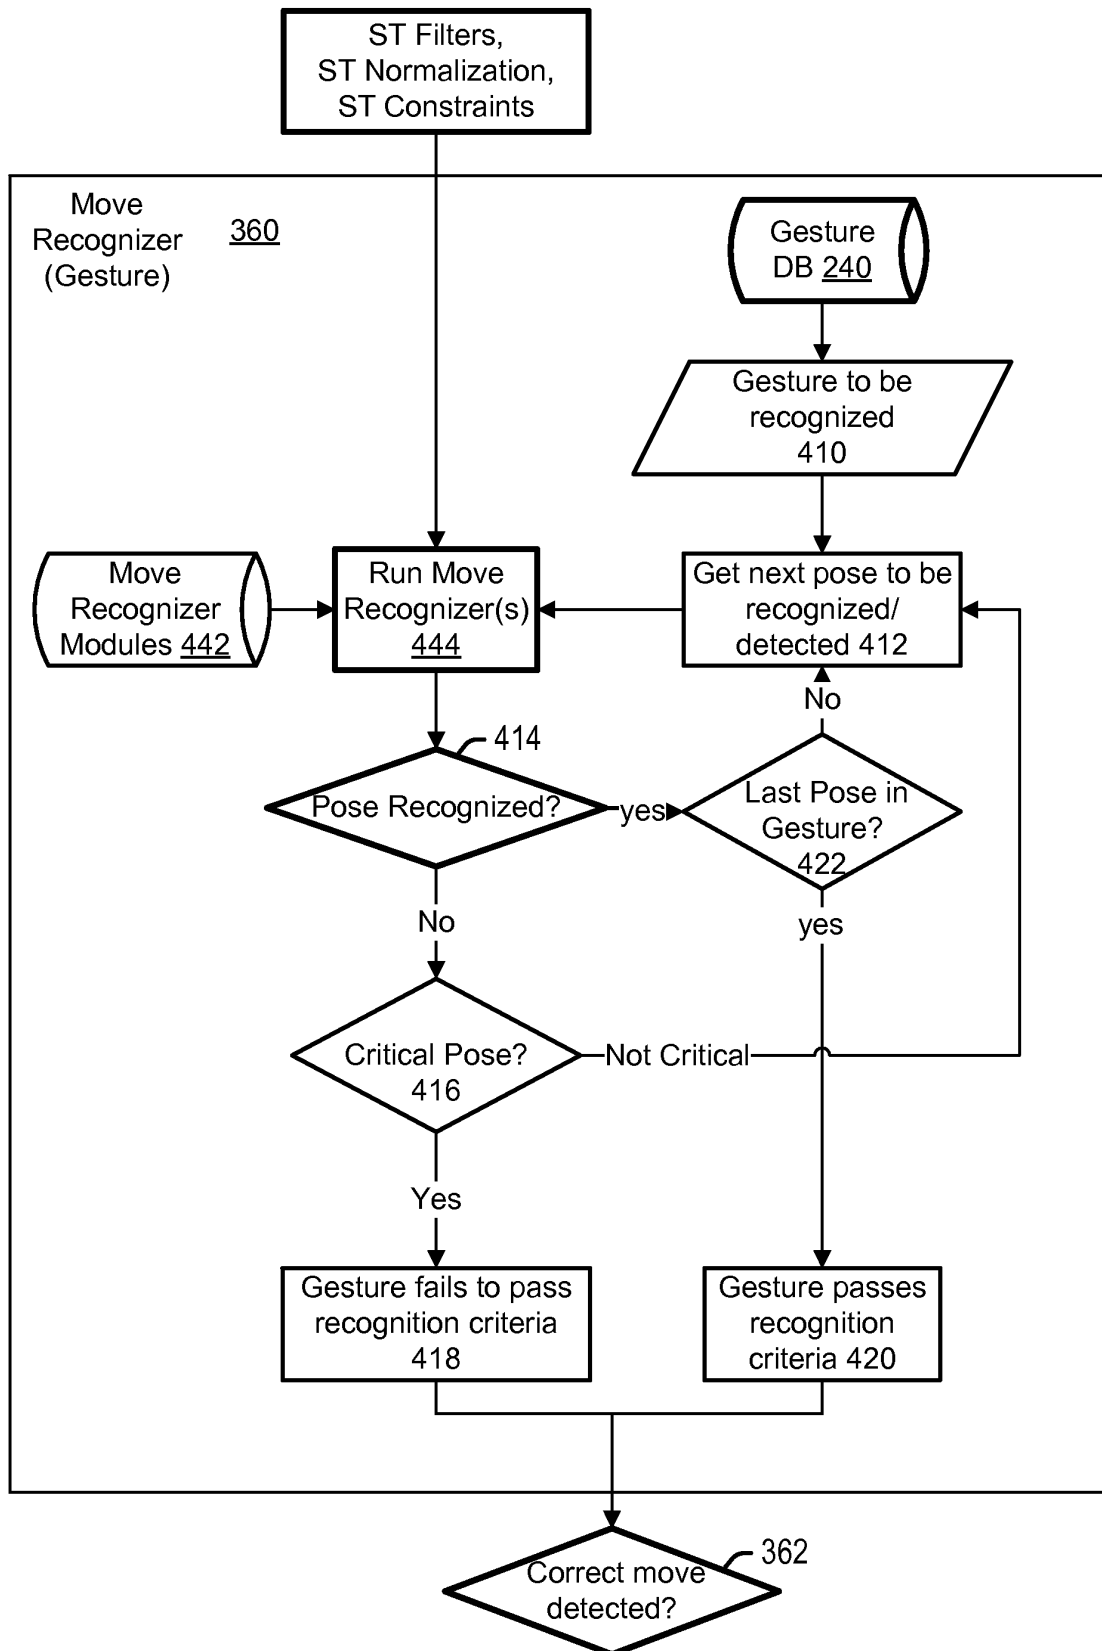 ST Filters,
ST Normalization,
ST Constraints
Move
Recognizer
(Gesture)
360
Gesture
DB 240
Gesture to be
recognized
410
Move
Recognizer
Modules 442
Run Move
Recognizer(s)
444
Get next pose to be
recognized/
detected 412
No
414
Pose Recognized?
yes
Last Pose in
Gesture?
422
No
yes
Critical Pose?
416
Not Critical
Yes
Gesture fails to pass
recognition criteria
418
Gesture passes
recognition
criteria 420
362
Correct move
detected?